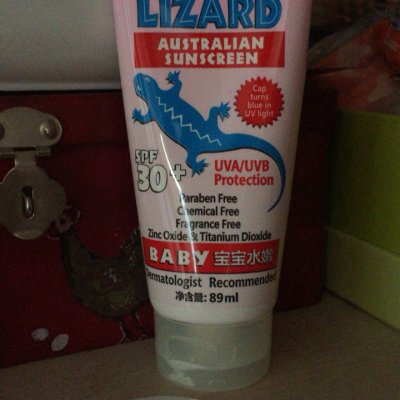 LIZARD
AUSTRALIAN
SUNSCREEN
Cap
turns
blue in
UV light
SPF
30+
UVA/UVB
Protection
Paraben Free
Chemical Free
Fragrance Free
Zinc Oxide & Titanium Dioxide
BABY 宝宝水嫩
Dermatologist Recommended
净含量: 89ml